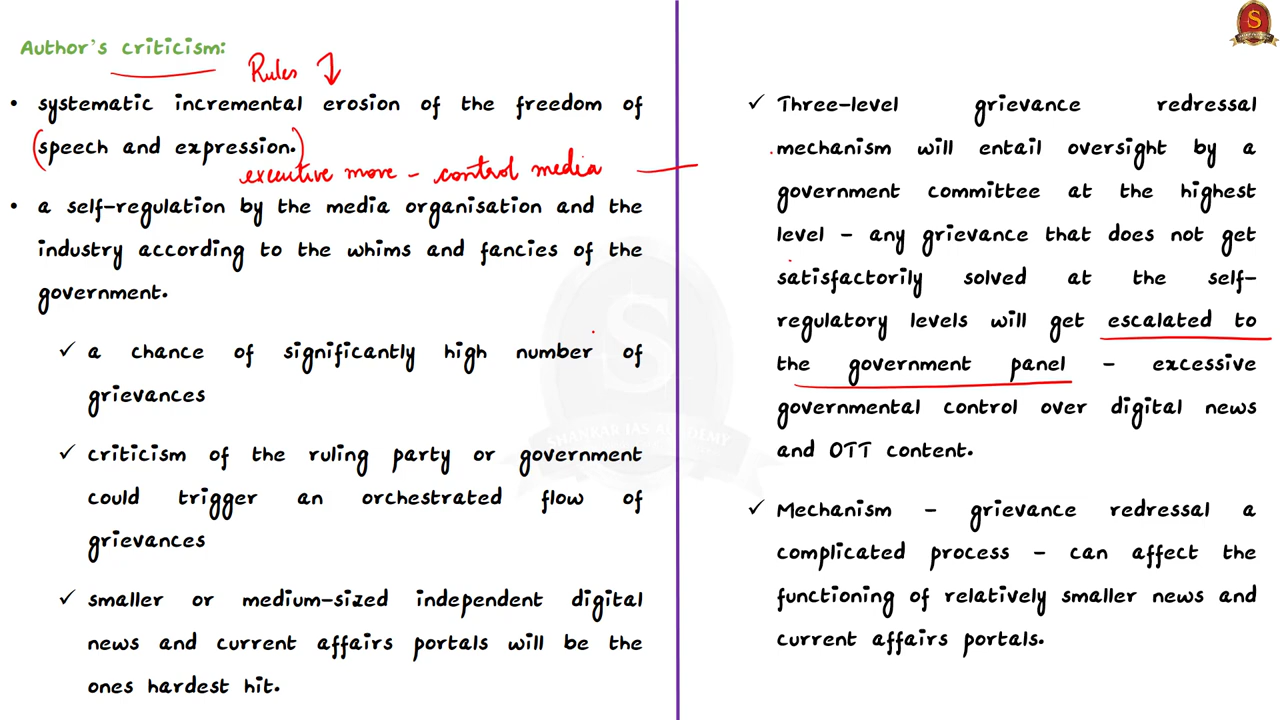 Author's criticism:
Rules ↓
• systematic incremental erosion of the freedom of
(speech and expression.)
executive move - control media —
• a self-regulation by the media organisation and the
industry according to the whims and fancies of the
government.
✓ a chance of significantly high number of
grievances
✓ criticism of the ruling party or government
could trigger an orchestrated flow of
grievances
✓ smaller or medium-sized independent digital
news and current affairs portals will be the
ones hardest hit.
✓ Three-level grievance redressal
mechanism will entail oversight by a
government committee at the highest
level - any grievance that does not get
satisfactorily solved at the self-
regulatory levels will get escalated to
the government panel - excessive
governmental control over digital news
and OTT content.
✓ Mechanism - grievance redressal a
complicated process - can affect the
functioning of relatively smaller news and
current affairs portals.
S
SHANKAR IAS ACADEMY
S